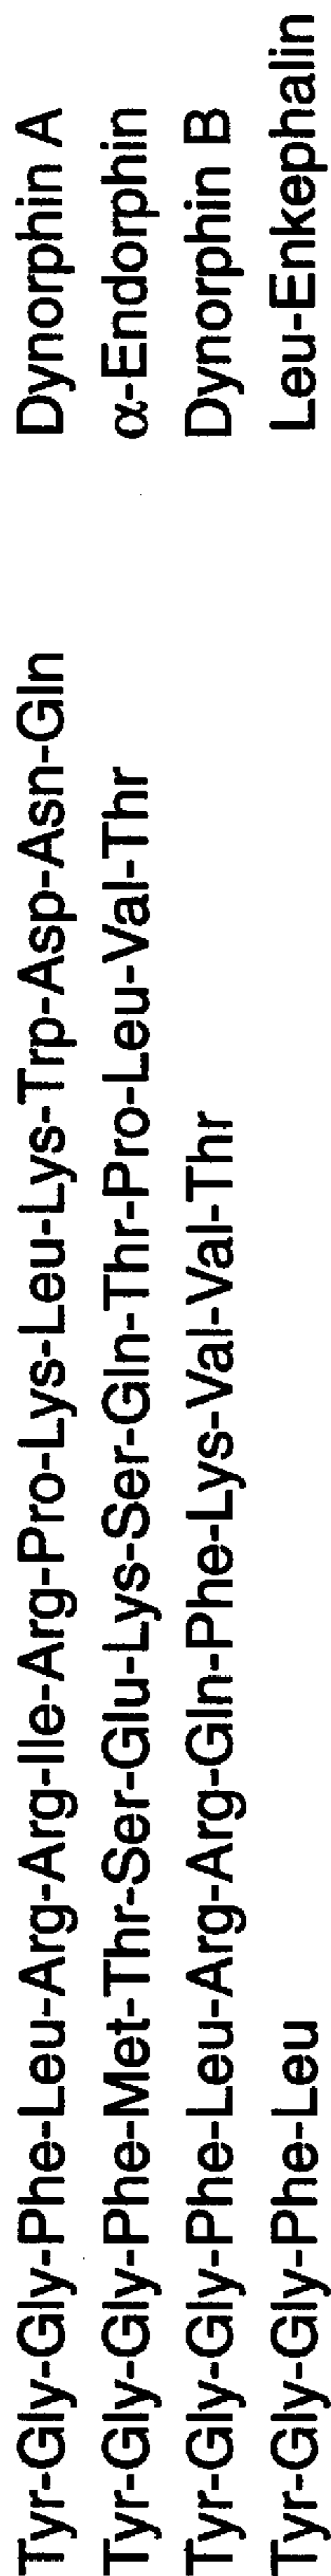 Tyr-Gly-Gly-Phe-Leu-Arg-Arg-Ile-Arg-Pro-Lys-Leu-Lys-Trp-Asp-Asn-Gln Dynorphin A
Tyr-Gly-Gly-Phe-Met-Thr-Ser-Glu-Lys-Ser-Gln-Thr-Pro-Leu-Val-Thr α-Endorphin
Tyr-Gly-Gly-Phe-Leu-Arg-Arg-Gln-Phe-Lys-Val-Val-Thr Dynorphin B
Tyr-Gly-Gly-Phe-Leu Leu-Enkephalin